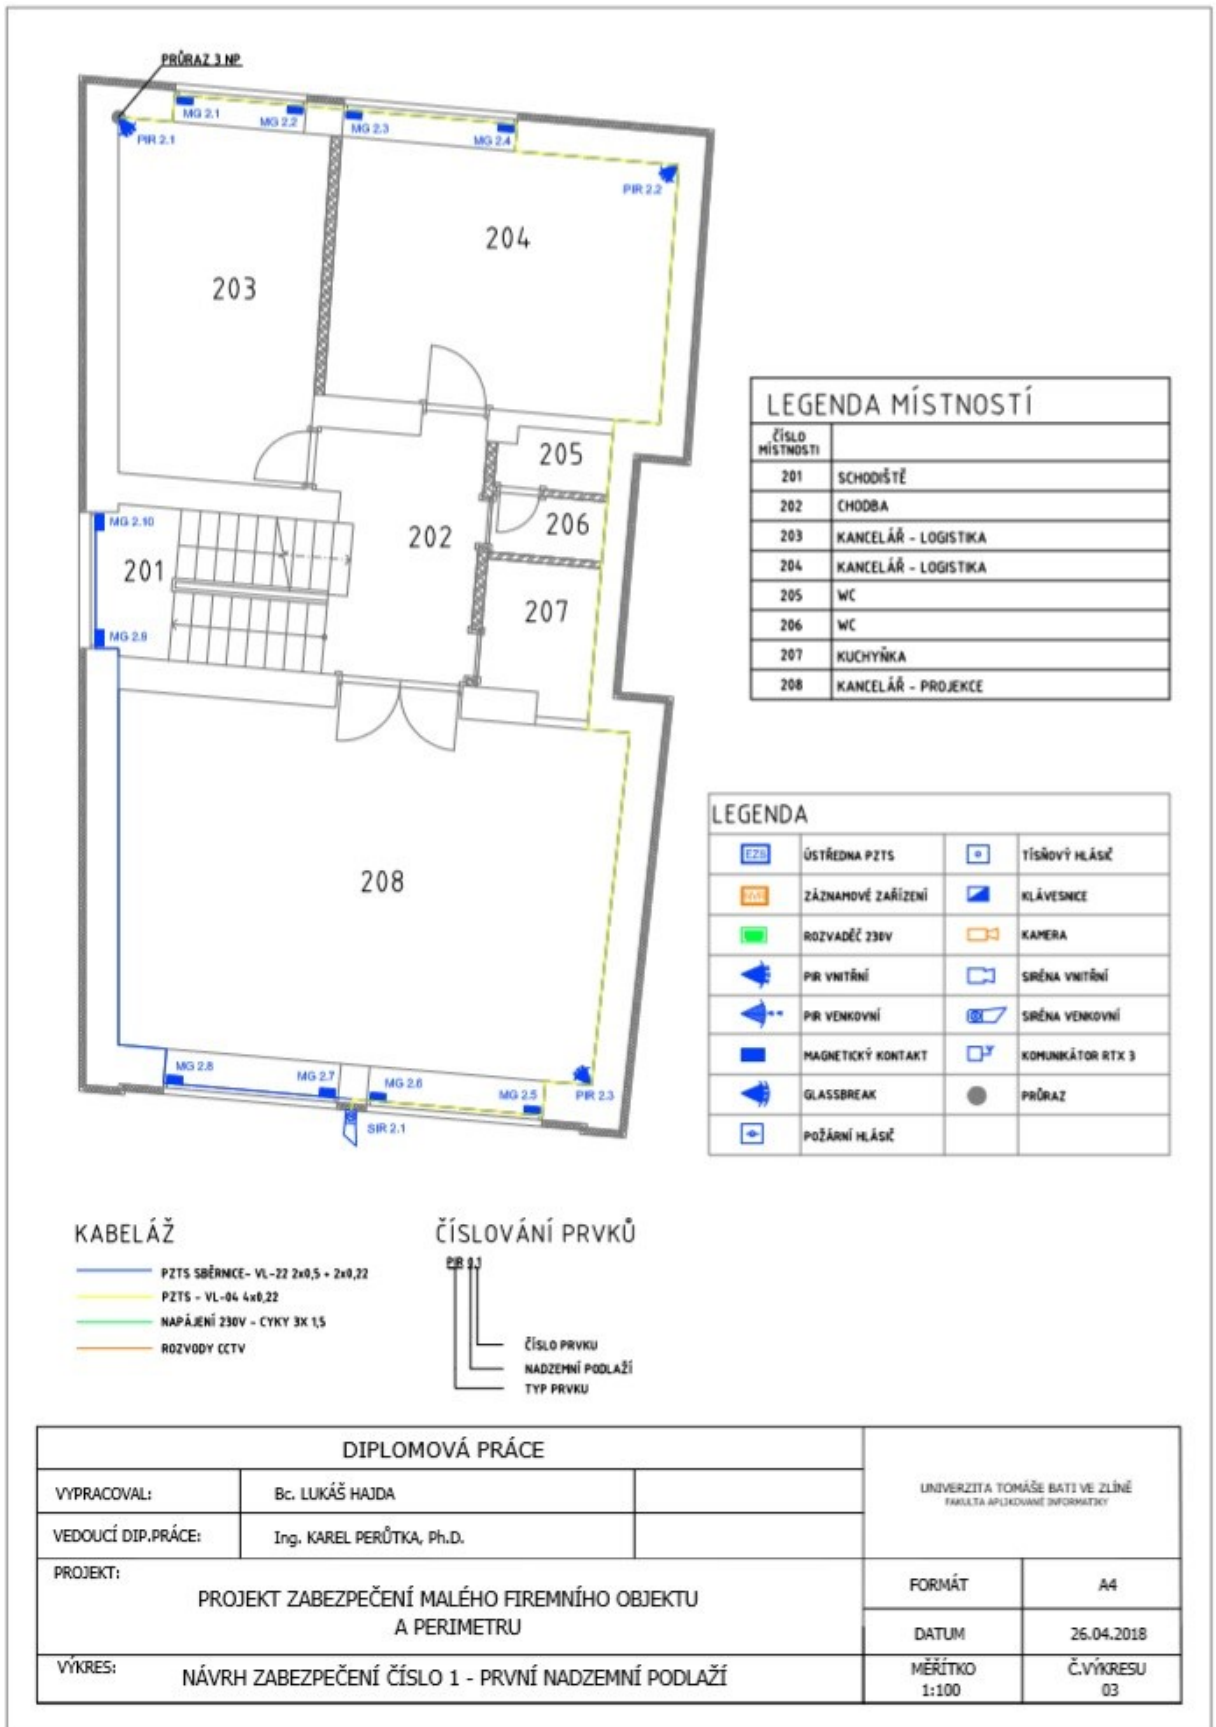 PRŮRAZ 3 NP
MG 2.1
MG 2.2
MG 2.3
MG 2.4
PIR 2.1
PIR 2.2
204
203
205
206
202
MG 2.10
201
MG 2.9
207
208
MG 2.8
MG 2.7
MG 2.6
MG 2.5
PIR 2.3
SIR 2.1
LEGENDA MÍSTNOSTÍ
ČÍSLO
MÍSTNOSTI
201 SCHODIŠTĚ
202 CHODBA
203 KANCELÁŘ - LOGISTIKA
204 KANCELÁŘ - LOGISTIKA
205 WC
206 WC
207 KUCHYŇKA
208 KANCELÁŘ - PROJEKCE
LEGENDA
EZS ÚSTŘEDNA PZTS TÍSŇOVÝ HLÁSIČ
ZÁZNAMOVÉ ZAŘÍZENÍ KLÁVESNICE
ROZVADĚČ 230V KAMERA
PIR VNITŘNÍ SIRÉNA VNITŘNÍ
PIR VENKOVNÍ SIRÉNA VENKOVNÍ
MAGNETICKÝ KONTAKT KOMUNIKÁTOR RTX 3
GLASSBREAK PRŮRAZ
POŽÁRNÍ HLÁSIČ
KABELÁŽ
PZTS SBĚRNICE- VL-22 2x0,5 + 2x0,22
PZTS - VL-04 4x0,22
NAPÁJENÍ 230V - CYKY 3X 1,5
ROZVODY CCTV
ČÍSLOVÁNÍ PRVKŮ
PIR 0.1
ČÍSLO PRVKU
NADZEMNÍ PODLAŽÍ
TYP PRVKU
DIPLOMOVÁ PRÁCE
VYPRACOVAL: Bc. LUKÁŠ HAJDA
VEDOUCÍ DIP.PRÁCE: Ing. KAREL PERŮTKA, Ph.D.
UNIVERZITA TOMÁŠE BATI VE ZLÍNĚ
FAKULTA APLIKOVANÉ INFORMATIKY
PROJEKT:
PROJEKT ZABEZPEČENÍ MALÉHO FIREMNÍHO OBJEKTU
A PERIMETRU
FORMÁT A4
DATUM 26.04.2018
VÝKRES: NÁVRH ZABEZPEČENÍ ČÍSLO 1 - PRVNÍ NADZEMNÍ PODLAŽÍ
MĚŘÍTKO
1:100
Č.VÝKRESU
03